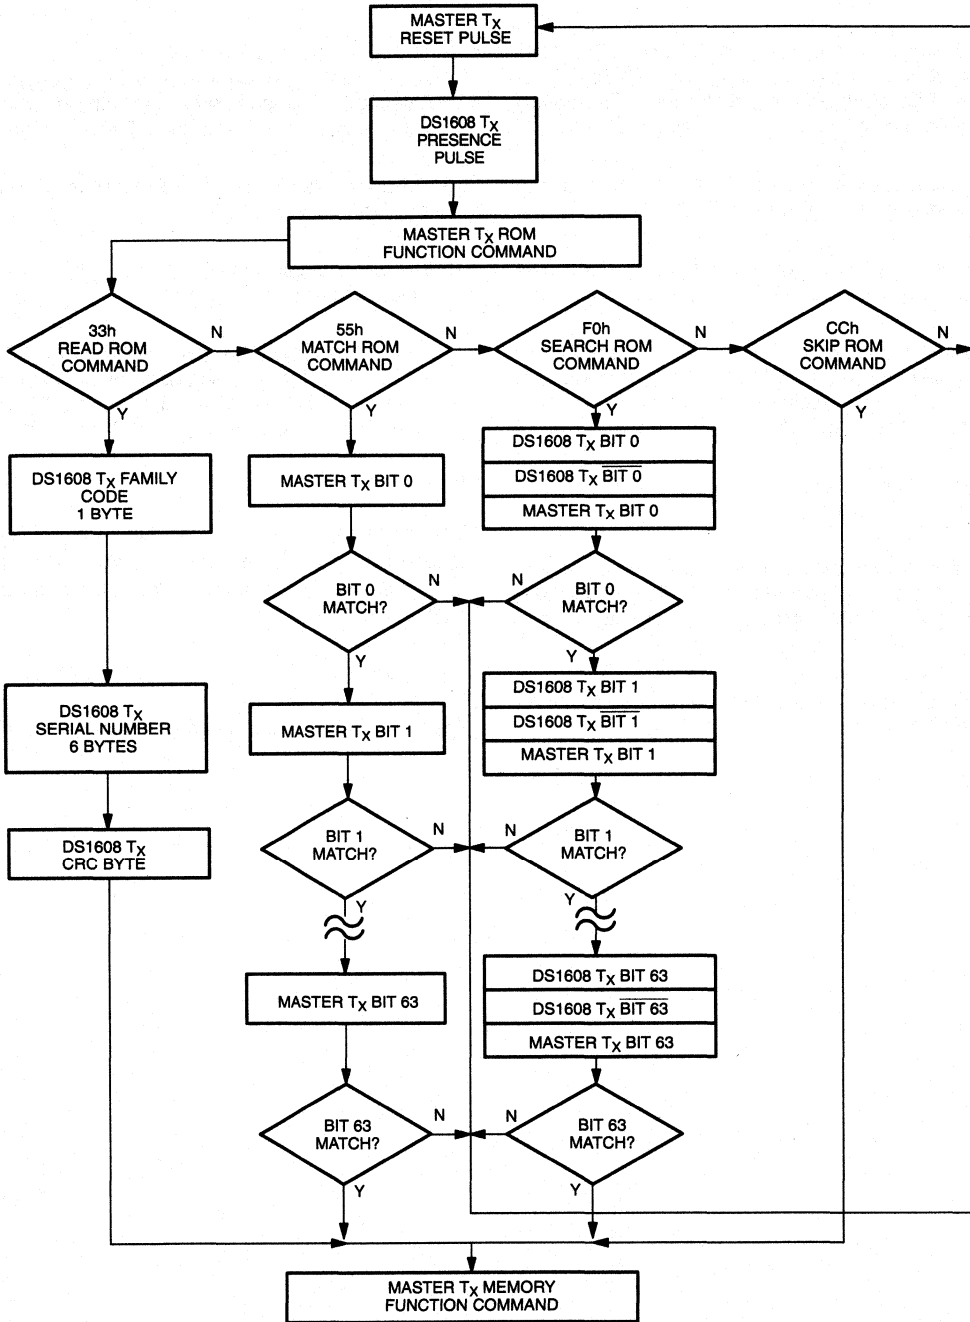 MASTER TX
RESET PULSE
DS1608 TX
PRESENCE
PULSE
MASTER TX ROM
FUNCTION COMMAND
33h
READ ROM
COMMAND
N
Y
55h
MATCH ROM
COMMAND
N
Y
F0h
SEARCH ROM
COMMAND
N
Y
CCh
SKIP ROM
COMMAND
N
Y
DS1608 TX FAMILY
CODE
1 BYTE
DS1608 TX
SERIAL NUMBER
6 BYTES
DS1608 TX
CRC BYTE
MASTER TX BIT 0
BIT 0
MATCH?
N
Y
MASTER TX BIT 1
BIT 1
MATCH?
N
Y
MASTER TX BIT 63
BIT 63
MATCH?
N
Y
DS1608 TX BIT 0
DS1608 TX BIT 0
MASTER TX BIT 0
N
BIT 0
MATCH?
Y
DS1608 TX BIT 1
DS1608 TX BIT 1
MASTER TX BIT 1
N
BIT 1
MATCH?
Y
DS1608 TX BIT 63
DS1608 TX BIT 63
MASTER TX BIT 63
N
BIT 63
MATCH?
Y
MASTER TX MEMORY
FUNCTION COMMAND